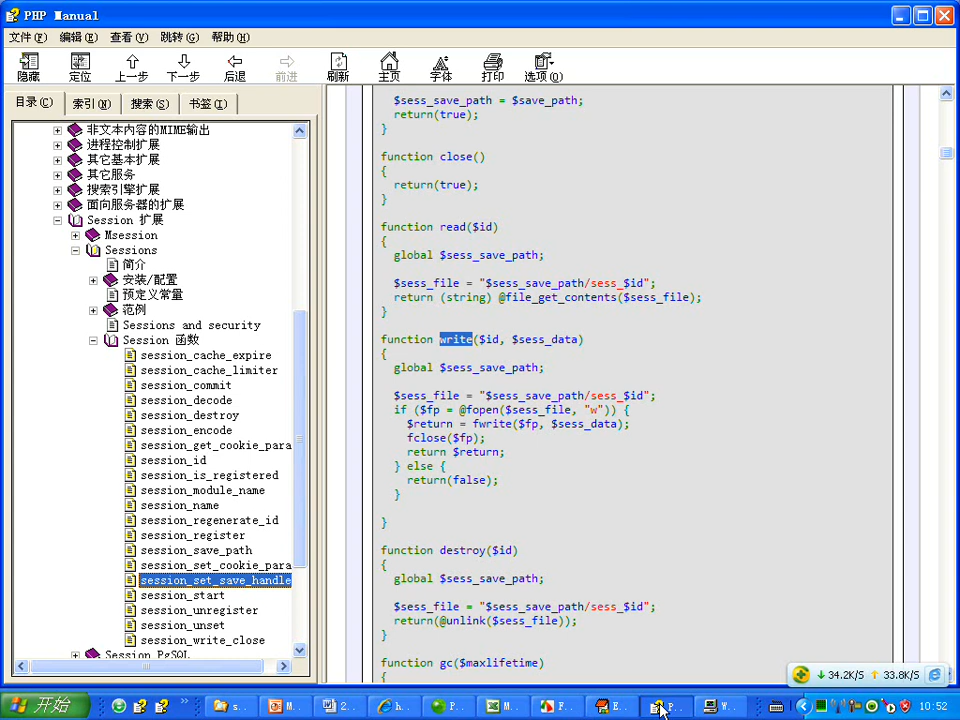 PHP Manual
文件(F) 编辑(E) 查看(V) 跳转(G) 帮助(H)
隐藏 定位 上一步 下一步 后退 前进 刷新 主页 字体 打印 选项(O)
目录(C) 索引(N) 搜索(S) 书签(I)
非文本内容的MIME输出
进程控制扩展
其它基本扩展
其它服务
搜索引擎扩展
面向服务器的扩展
Session 扩展
Msession
Sessions
简介
安装/配置
预定义常量
范例
Sessions and security
Session 函数
session_cache_expire
session_cache_limiter
session_commit
session_decode
session_destroy
session_encode
session_get_cookie_para
session_id
session_is_registered
session_module_name
session_name
session_regenerate_id
session_register
session_save_path
session_set_cookie_para
session_set_save_handle
session_start
session_unregister
session_unset
session_write_close
Session PgSQL
$sess_save_path = $save_path;
return(true);
}
function close()
{
return(true);
}
function read($id)
{
global $sess_save_path;
$sess_file = "$sess_save_path/sess_$id";
return (string) @file_get_contents($sess_file);
}
function write($id, $sess_data)
{
global $sess_save_path;
$sess_file = "$sess_save_path/sess_$id";
if ($fp = @fopen($sess_file, "w")) {
$return = fwrite($fp, $sess_data);
fclose($fp);
return $return;
} else {
return(false);
}
}
function destroy($id)
{
global $sess_save_path;
$sess_file = "$sess_save_path/sess_$id";
return(@unlink($sess_file));
}
function gc($maxlifetime)
{
↓ 34.2K/S ↑ 33.8K/S
开始 s... M... 2... h... P... M... F... E... P... W... 10:52